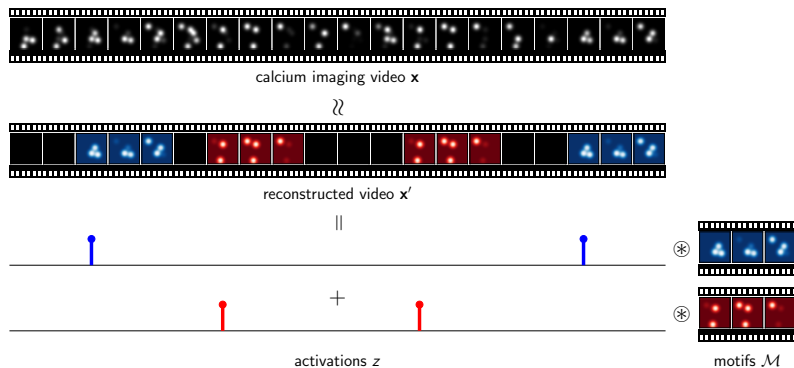 calcium imaging video x
≈
reconstructed video x′
=
⊛
+
⊛
activations z
motifs ℳ